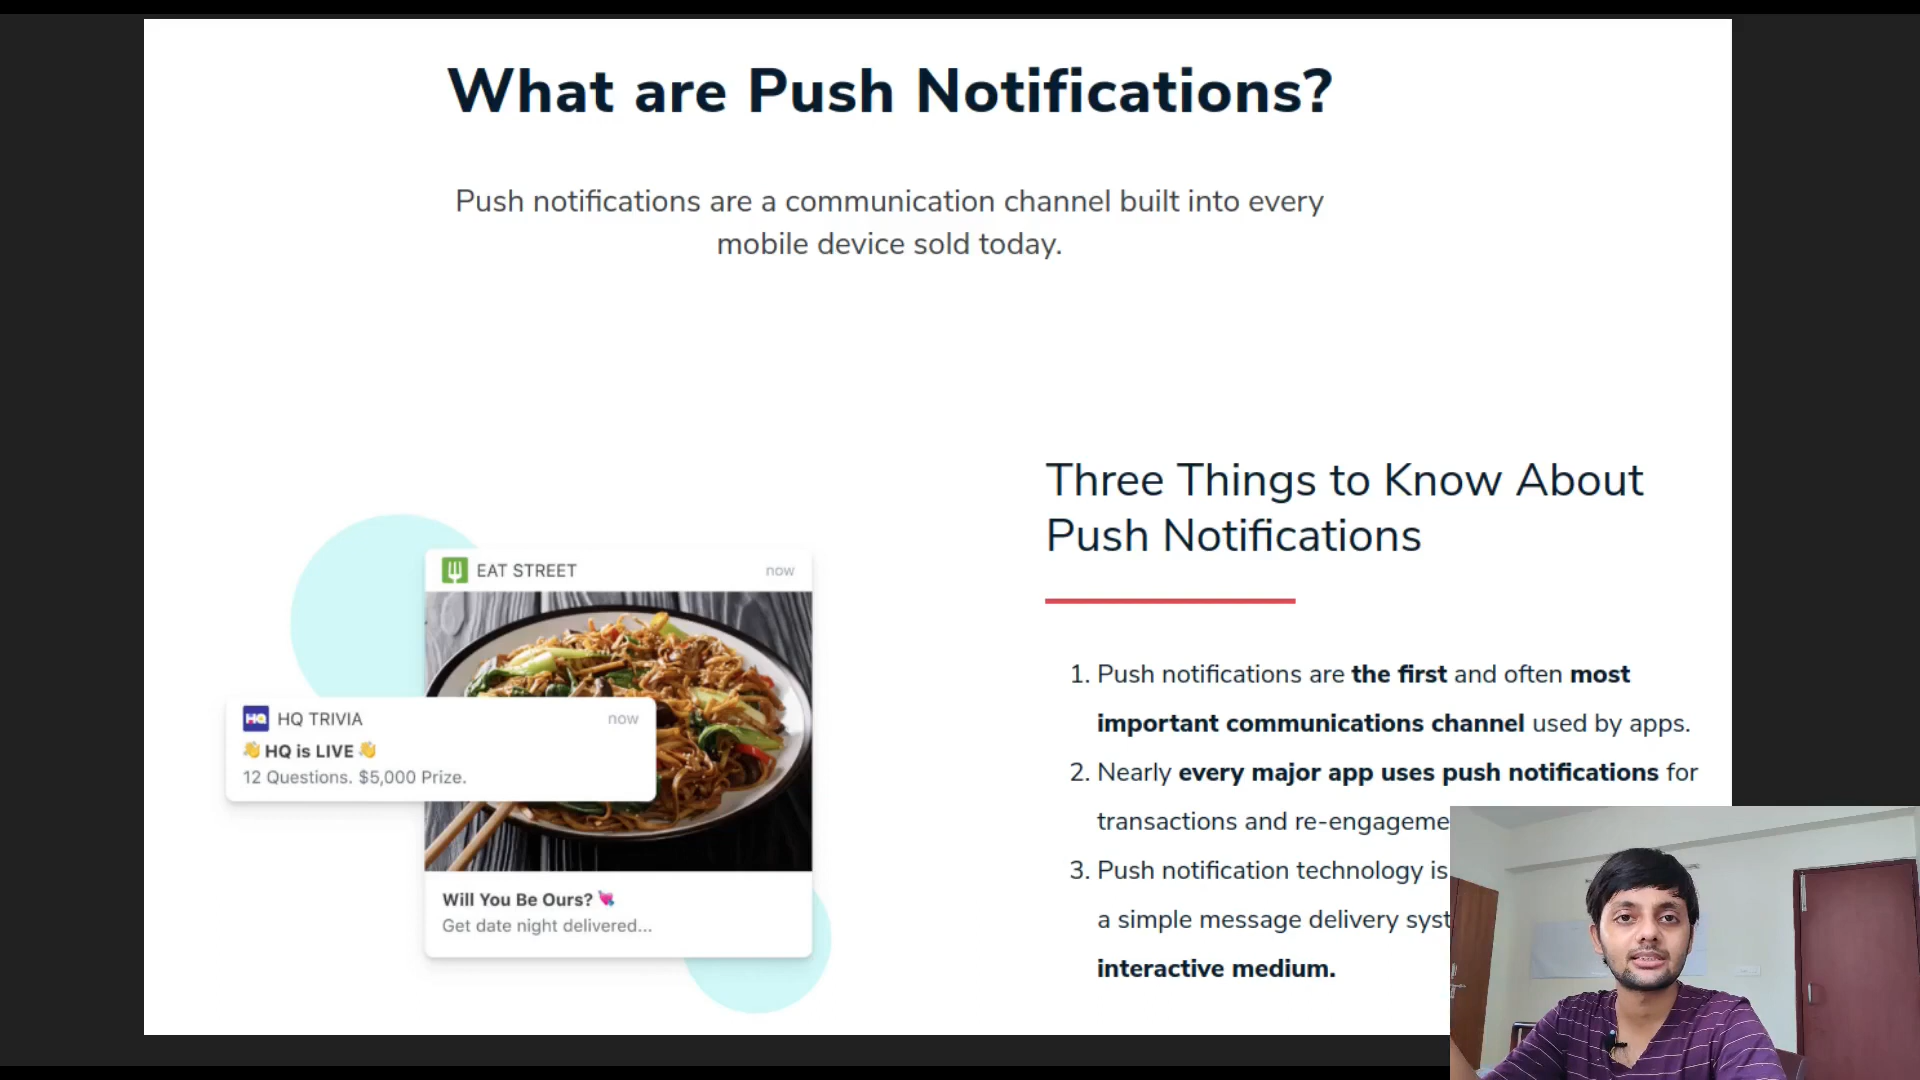 What are Push Notifications?
Push notifications are a communication channel built into every
mobile device sold today.
EAT STREET now
HQ HQ TRIVIA now
👋 HQ is LIVE 👋
12 Questions. $5,000 Prize.
Will You Be Ours? 💘
Get date night delivered...
Three Things to Know About
Push Notifications
1. Push notifications are the first and often most
important communications channel used by apps.
2. Nearly every major app uses push notifications for
transactions and re-engageme
3. Push notification technology is
a simple message delivery syst
interactive medium.